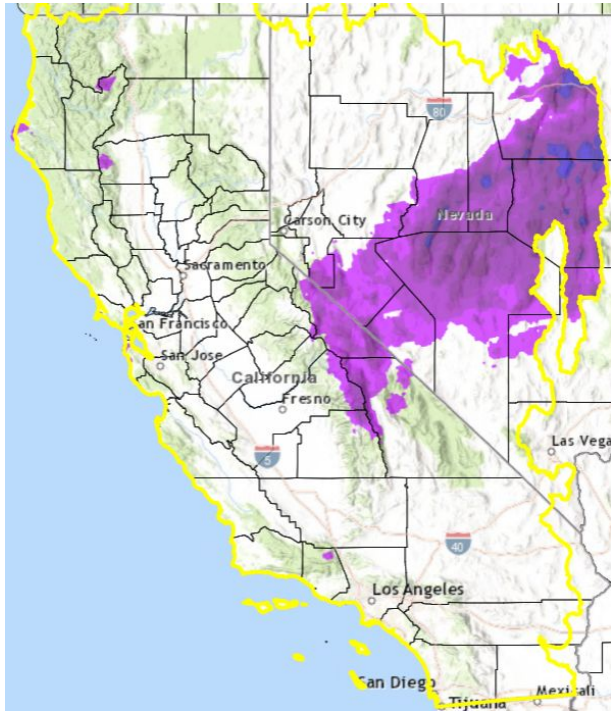 80
Nevada
Carson City
Sacramento
an Francisco
San Jose
California
Fresno
5
Las Vega
40
Los Angeles
San Diego
Tijuana
Mexicali